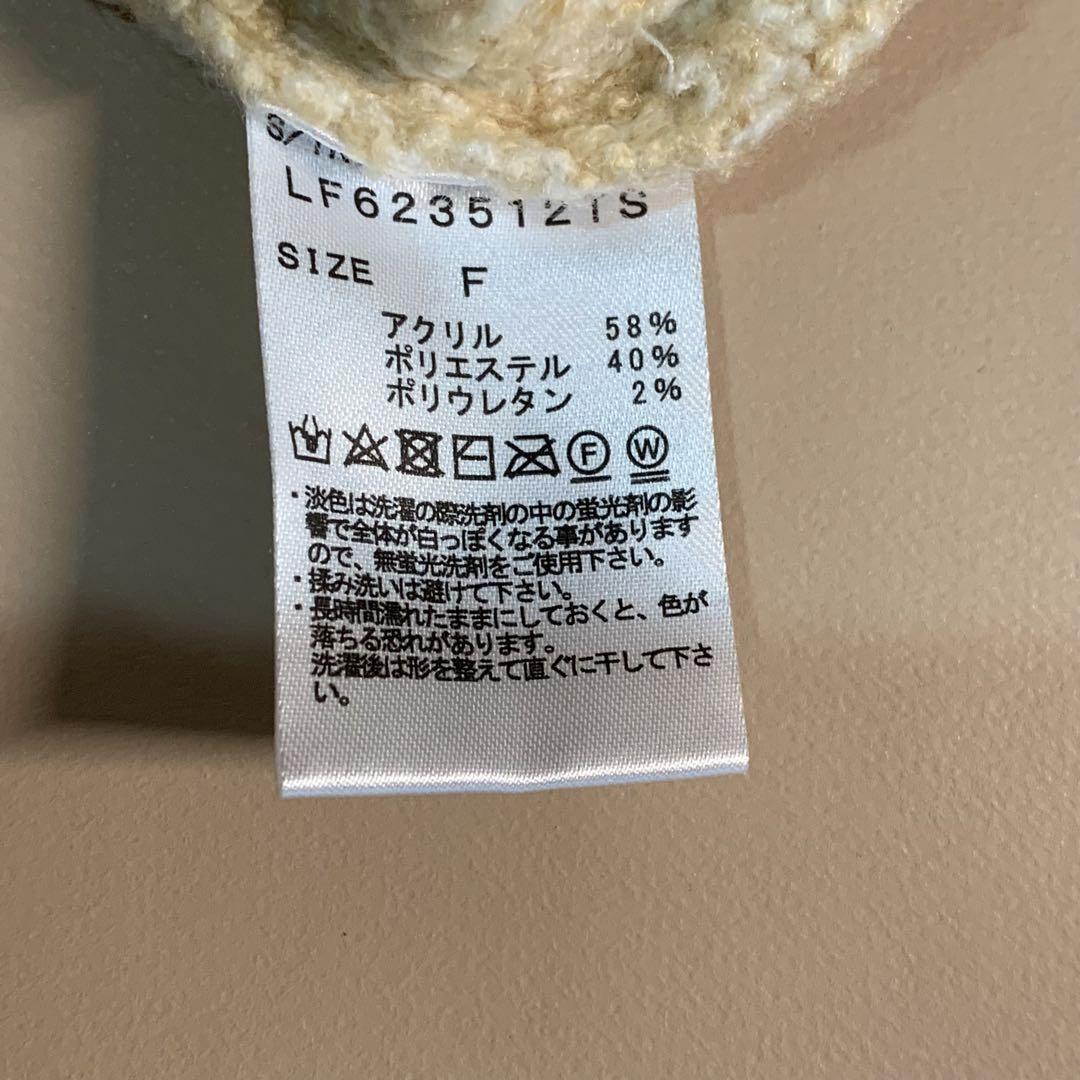 LF623512TS
SIZE F
アクリル 58%
ポリエステル 40%
ポリウレタン 2%
F W
・淡色は洗濯の際洗剤の中の蛍光剤の影
響で全体が白っぽくなる事があります
ので、無蛍光洗剤をご使用下さい。
・揉み洗いは避けて下さい。
・長時間濡れたままにしておくと、色が
落ちる恐れがあります。
洗濯後は形を整えて直ぐに干して下さ
い。